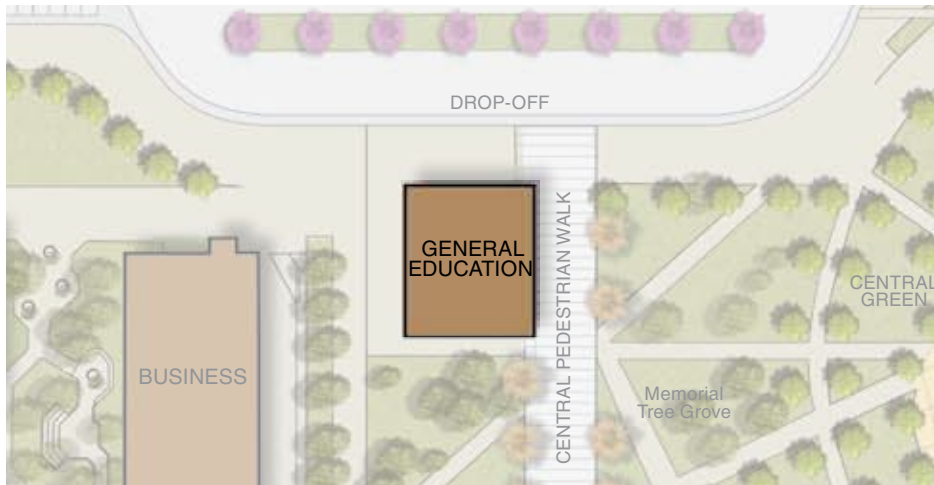 DROP-OFF
GENERAL
EDUCATION
CENTRAL PEDESTRIAN WALK
CENTRAL
GREEN
BUSINESS
Memorial
Tree Grove